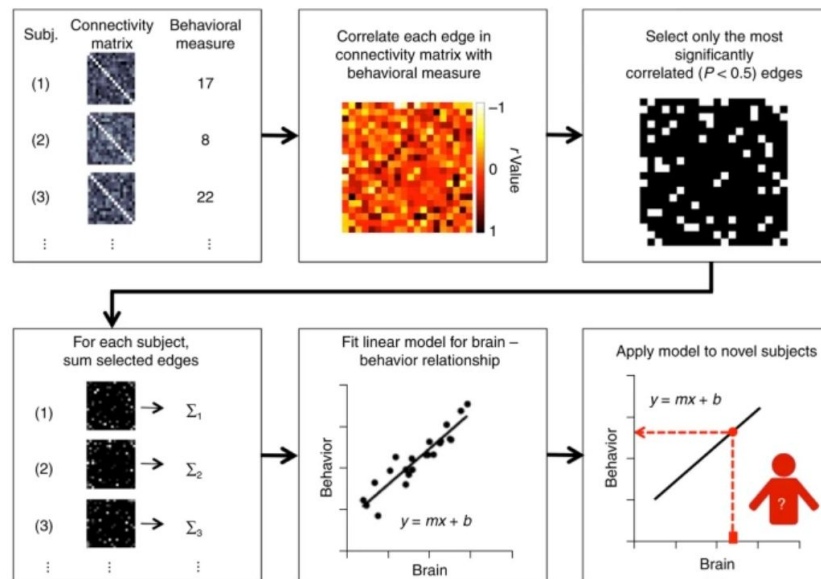 Subj.
Connectivity
matrix
Behavioral
measure
(1)
17
(2)
8
(3)
22
⋮ ⋮ ⋮
Correlate each edge in
connectivity matrix with
behavioral measure
–1
0
1
r Value
Select only the most
significantly
correlated (P < 0.5) edges
For each subject,
sum selected edges
(1) → Σ1
(2) → Σ2
(3) → Σ3
⋮ ⋮ ⋮
Fit linear model for brain –
behavior relationship
Behavior
y = mx + b
Brain
Apply model to novel subjects
y = mx + b
Behavior
?
Brain